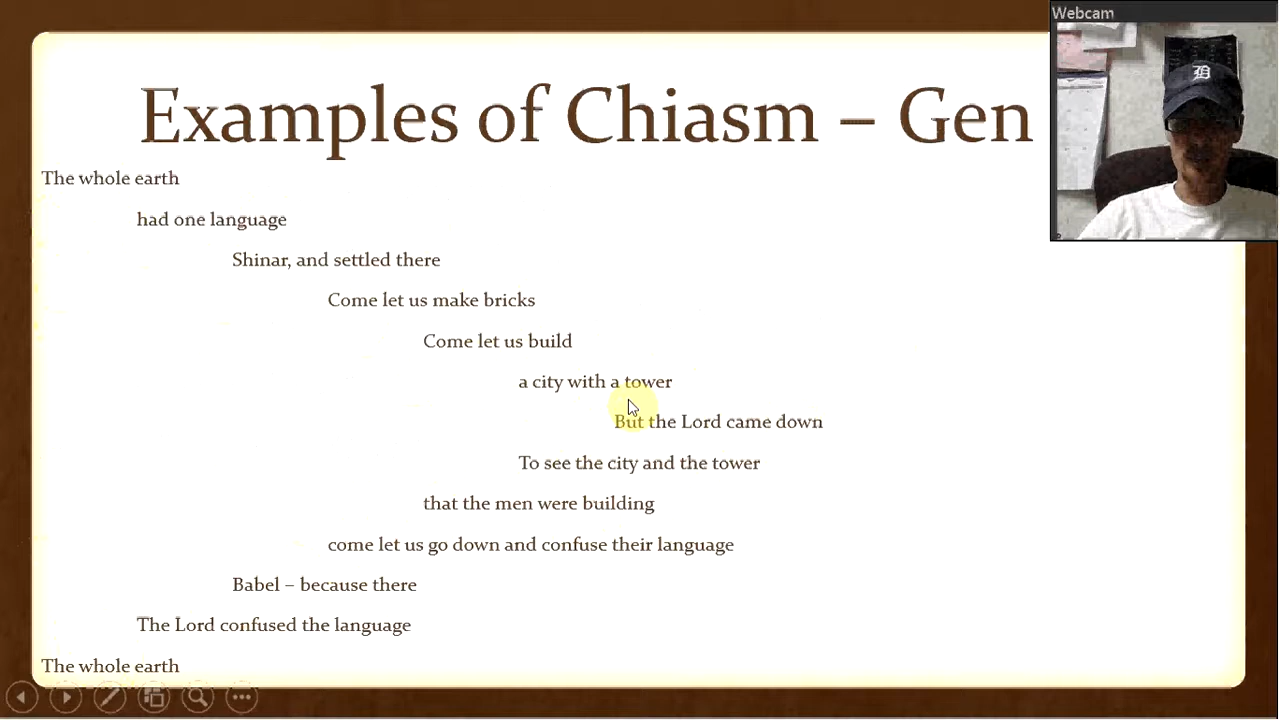 Webcam
Examples of Chiasm – Gen
The whole earth
had one language
Shinar, and settled there
Come let us make bricks
Come let us build
a city with a tower
But the Lord came down
To see the city and the tower
that the men were building
come let us go down and confuse their language
Babel – because there
The Lord confused the language
The whole earth